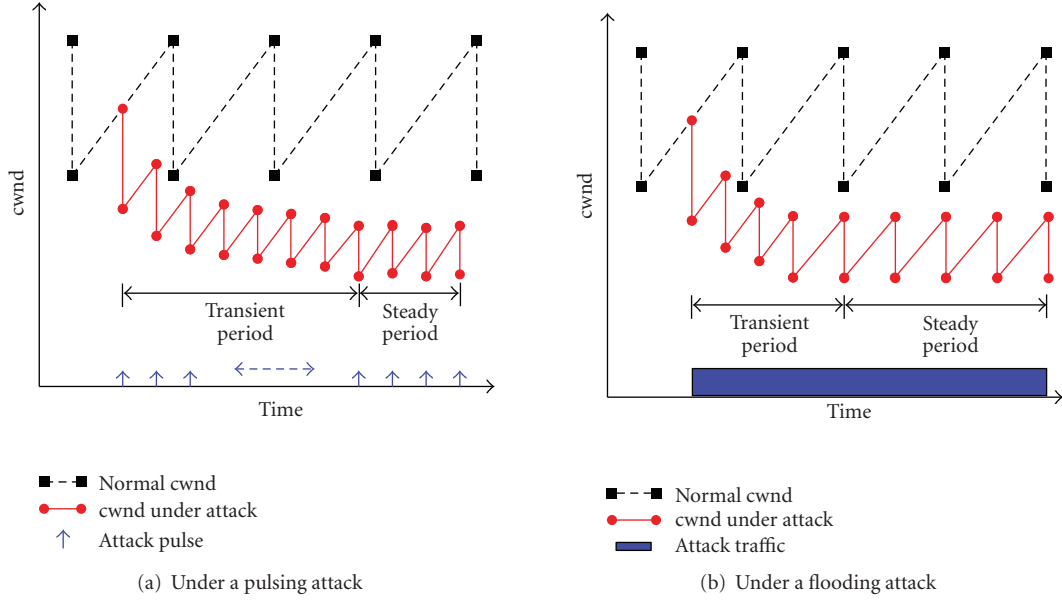 cwnd
Transient
period
Steady
period
Time
Normal cwnd
cwnd under attack
Attack pulse
(a) Under a pulsing attack
cwnd
Transient
period
Steady
period
Time
Normal cwnd
cwnd under attack
Attack traffic
(b) Under a flooding attack